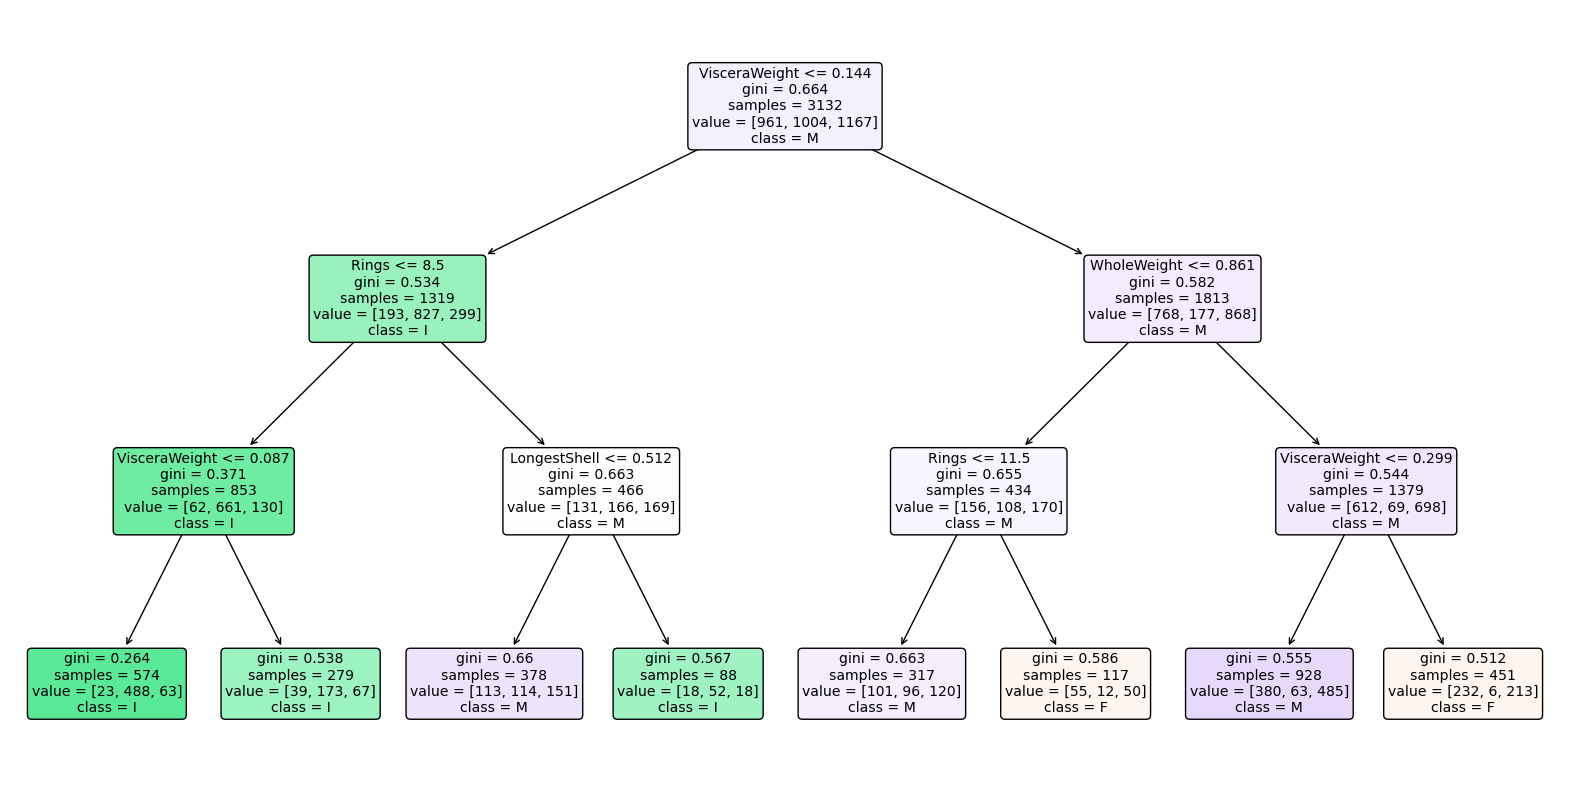 VisceraWeight <= 0.144
gini = 0.664
samples = 3132
value = [961, 1004, 1167]
class = M
Rings <= 8.5
gini = 0.534
samples = 1319
value = [193, 827, 299]
class = I
WholeWeight <= 0.861
gini = 0.582
samples = 1813
value = [768, 177, 868]
class = M
VisceraWeight <= 0.087
gini = 0.371
samples = 853
value = [62, 661, 130]
class = I
LongestShell <= 0.512
gini = 0.663
samples = 466
value = [131, 166, 169]
class = M
Rings <= 11.5
gini = 0.655
samples = 434
value = [156, 108, 170]
class = M
VisceraWeight <= 0.299
gini = 0.544
samples = 1379
value = [612, 69, 698]
class = M
gini = 0.264
samples = 574
value = [23, 488, 63]
class = I
gini = 0.538
samples = 279
value = [39, 173, 67]
class = I
gini = 0.66
samples = 378
value = [113, 114, 151]
class = M
gini = 0.567
samples = 88
value = [18, 52, 18]
class = I
gini = 0.663
samples = 317
value = [101, 96, 120]
class = M
gini = 0.586
samples = 117
value = [55, 12, 50]
class = F
gini = 0.555
samples = 928
value = [380, 63, 485]
class = M
gini = 0.512
samples = 451
value = [232, 6, 213]
class = F